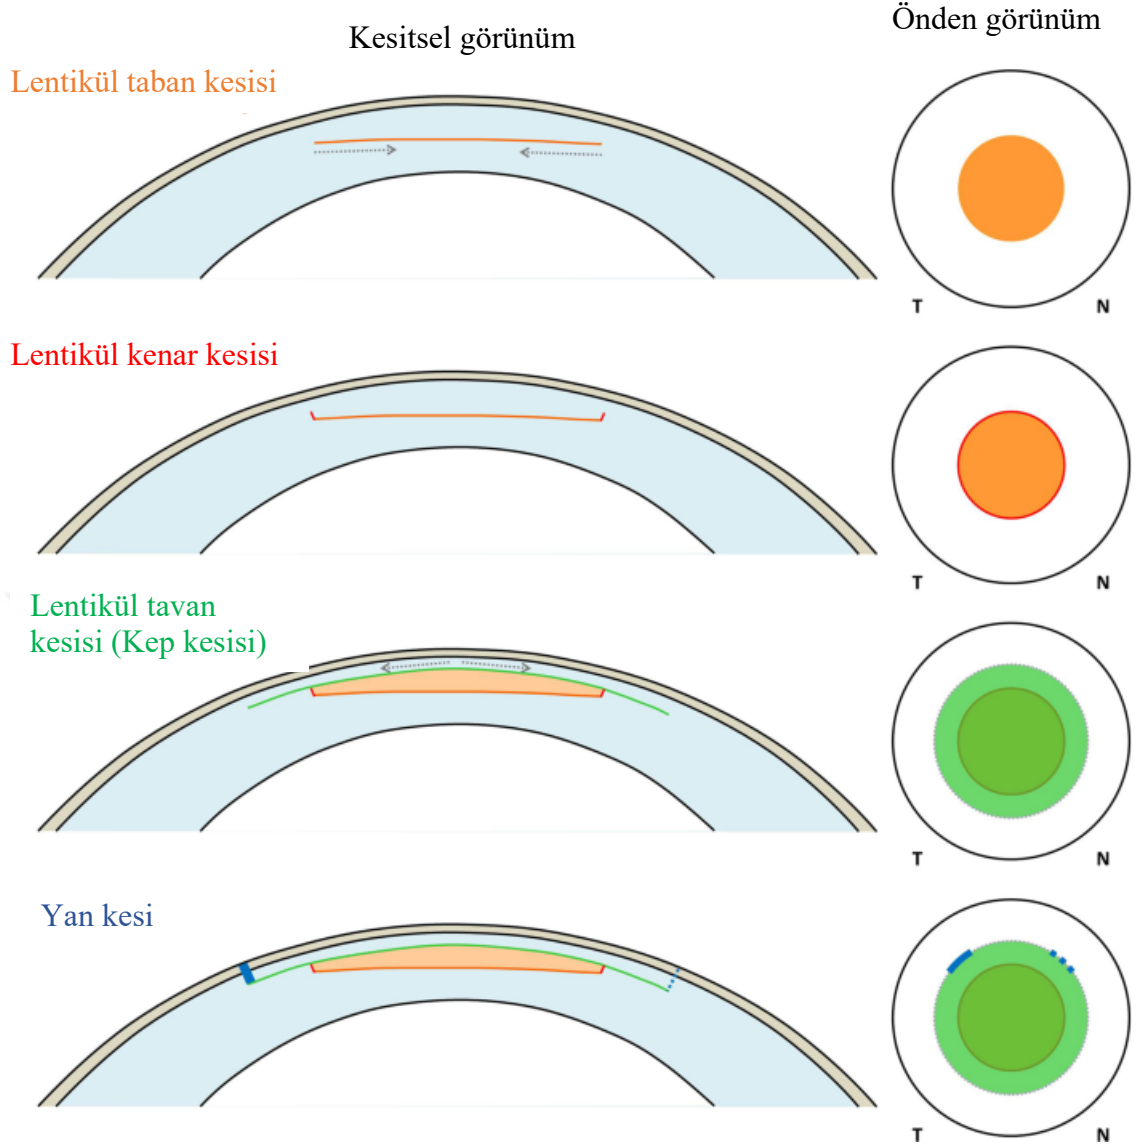 Kesitsel görünüm
Önden görünüm
Lentikül taban kesisi
T
N
Lentikül kenar kesisi
T
N
Lentikül tavan
kesisi (Kep kesisi)
T
N
Yan kesi
T
N